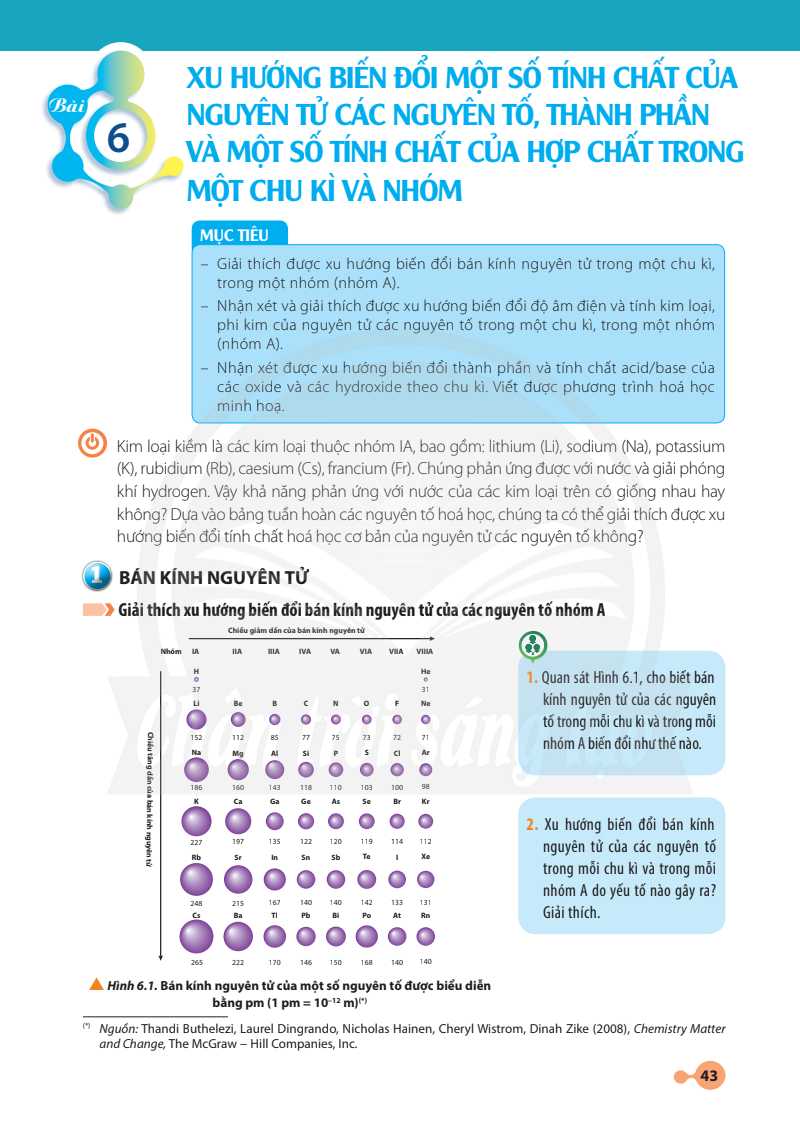 Bài
6
XU HƯỚNG BIẾN ĐỔI MỘT SỐ TÍNH CHẤT CỦA
NGUYÊN TỬ CÁC NGUYÊN TỐ, THÀNH PHẦN
VÀ MỘT SỐ TÍNH CHẤT CỦA HỢP CHẤT TRONG
MỘT CHU KÌ VÀ NHÓM
MỤC TIÊU
– Giải thích được xu hướng biến đổi bán kính nguyên tử trong một chu kì,
trong một nhóm (nhóm A).
– Nhận xét và giải thích được xu hướng biến đổi độ âm điện và tính kim loại,
phi kim của nguyên tử các nguyên tố trong một chu kì, trong một nhóm
(nhóm A).
– Nhận xét được xu hướng biến đổi thành phần và tính chất acid/base của
các oxide và các hydroxide theo chu kì. Viết được phương trình hoá học
minh hoạ.
Kim loại kiềm là các kim loại thuộc nhóm IA, bao gồm: lithium (Li), sodium (Na), potassium
(K), rubidium (Rb), caesium (Cs), francium (Fr). Chúng phản ứng được với nước và giải phóng
khí hydrogen. Vậy khả năng phản ứng với nước của các kim loại trên có giống nhau hay
không? Dựa vào bảng tuần hoàn các nguyên tố hoá học, chúng ta có thể giải thích được xu
hướng biến đổi tính chất hoá học cơ bản của nguyên tử các nguyên tố không?
1 BÁN KÍNH NGUYÊN TỬ
Giải thích xu hướng biến đổi bán kính nguyên tử của các nguyên tố nhóm A
Chiều giảm dần của bán kính nguyên tử
Nhóm IA IIA IIIA IVA VA VIA VIIA VIIIA
Chiều tăng dần của bán kính nguyên tử
H He
37 31
Li Be B C N O F Ne
152 112 85 77 75 73 72 71
Na Mg Al Si P S Cl Ar
186 160 143 118 110 103 100 98
K Ca Ga Ge As Se Br Kr
227 197 135 122 120 119 114 112
Rb Sr In Sn Sb Te I Xe
248 215 167 140 140 142 133 131
Cs Ba Tl Pb Bi Po At Rn
265 222 170 146 150 168 140 140
Hình 6.1. Bán kính nguyên tử của một số nguyên tố được biểu diễn
bằng pm (1 pm = 10⁻¹² m)(*)
1. Quan sát Hình 6.1, cho biết bán
kính nguyên tử của các nguyên
tố trong mỗi chu kì và trong mỗi
nhóm A biến đổi như thế nào.
2. Xu hướng biến đổi bán kính
nguyên tử của các nguyên tố
trong mỗi chu kì và trong mỗi
nhóm A do yếu tố nào gây ra?
Giải thích.
Chân trời sáng tạo
(*) Nguồn: Thandi Buthelezi, Laurel Dingrando, Nicholas Hainen, Cheryl Wistrom, Dinah Zike (2008), Chemistry Matter
and Change, The McGraw – Hill Companies, Inc.
43